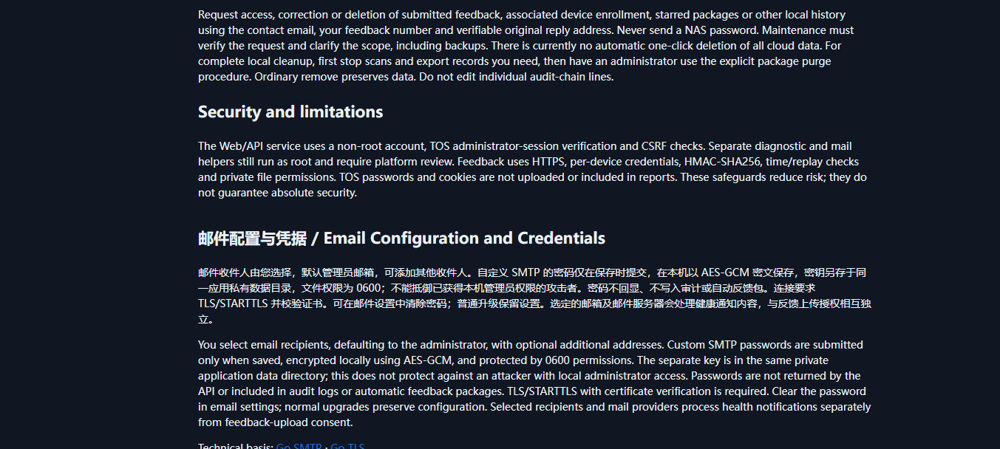 Request access, correction or deletion of submitted feedback, associated device enrollment, starred packages or other local history
using the contact email, your feedback number and verifiable original reply address. Never send a NAS password. Maintenance must
verify the request and clarify the scope, including backups. There is currently no automatic one-click deletion of all cloud data. For
complete local cleanup, first stop scans and export records you need, then have an administrator use the explicit package purge
procedure. Ordinary remove preserves data. Do not edit individual audit-chain lines.
Security and limitations
The Web/API service uses a non-root account, TOS administrator-session verification and CSRF checks. Separate diagnostic and mail
helpers still run as root and require platform review. Feedback uses HTTPS, per-device credentials, HMAC-SHA256, time/replay checks
and private file permissions. TOS passwords and cookies are not uploaded or included in reports. These safeguards reduce risk; they do
not guarantee absolute security.
邮件配置与凭据 / Email Configuration and Credentials
邮件收件人由您选择，默认管理员邮箱，可添加其他收件人。自定义 SMTP 的密码仅在保存时提交，在本机以 AES-GCM 密文保存，密钥另存于同
一应用私有数据目录，文件权限为 0600；不能抵御已获得本机管理员权限的攻击者。密码不回显、不写入审计或自动反馈包。连接要求
TLS/STARTTLS 并校验证书。可在邮件设置中清除密码；普通升级保留设置。选定的邮箱及邮件服务器会处理健康通知内容，与反馈上传授权相互独
立。
You select email recipients, defaulting to the administrator, with optional additional addresses. Custom SMTP passwords are submitted
only when saved, encrypted locally using AES-GCM, and protected by 0600 permissions. The separate key is in the same private
application data directory; this does not protect against an attacker with local administrator access. Passwords are not returned by the
API or included in audit logs or automatic feedback packages. TLS/STARTTLS with certificate verification is required. Clear the password
in email settings; normal upgrades preserve configuration. Selected recipients and mail providers process health notifications separately
from feedback-upload consent.
Technical basis: Go SMTP · Go TLS